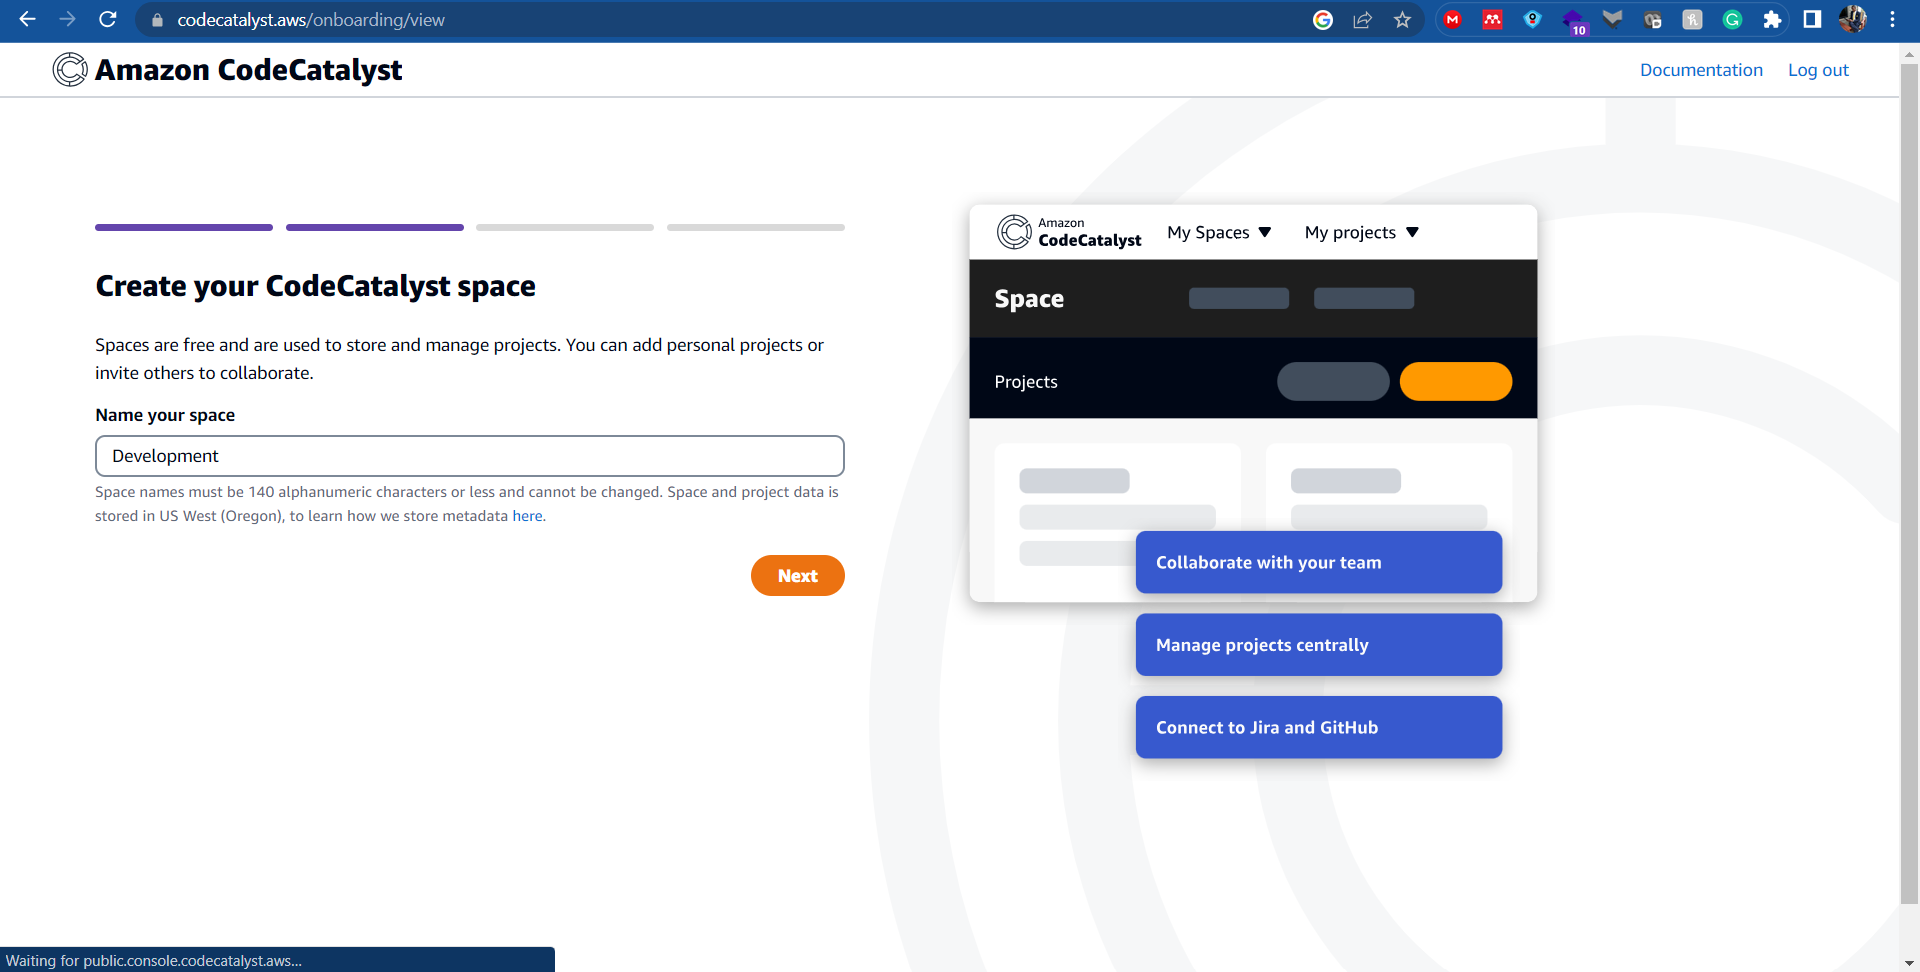 codecatalyst.aws/onboarding/view
10
Amazon CodeCatalyst
Documentation
Log out
Create your CodeCatalyst space
Spaces are free and are used to store and manage projects. You can add personal projects or
invite others to collaborate.
Name your space
Development
Space names must be 140 alphanumeric characters or less and cannot be changed. Space and project data is
stored in US West (Oregon), to learn how we store metadata here.
Next
Amazon
CodeCatalyst
My Spaces
My projects
Space
Projects
Collaborate with your team
Manage projects centrally
Connect to Jira and GitHub
Waiting for public.console.codecatalyst.aws...